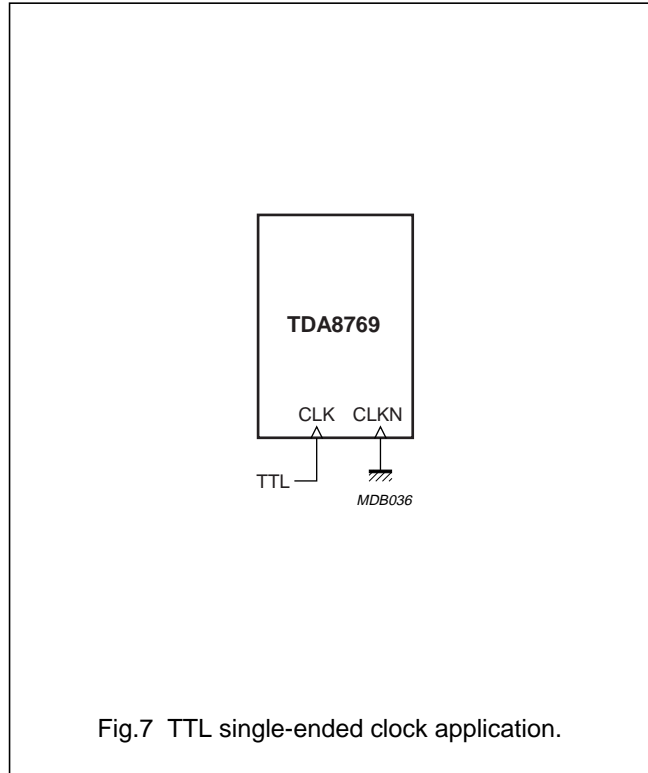 TDA8769
CLK CLKN
TTL
MDB036
Fig.7 TTL single-ended clock application.